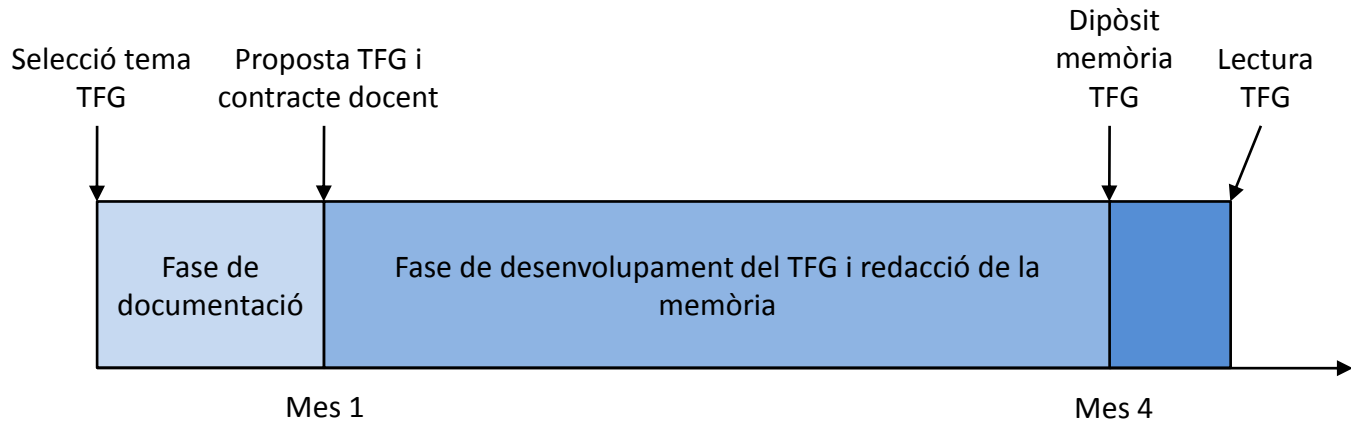 Selecció tema
TFG
Proposta TFG i
contracte docent
Dipòsit
memòria
TFG
Lectura
TFG
Fase de
documentació
Fase de desenvolupament del TFG i redacció de la
memòria
Mes 1
Mes 4